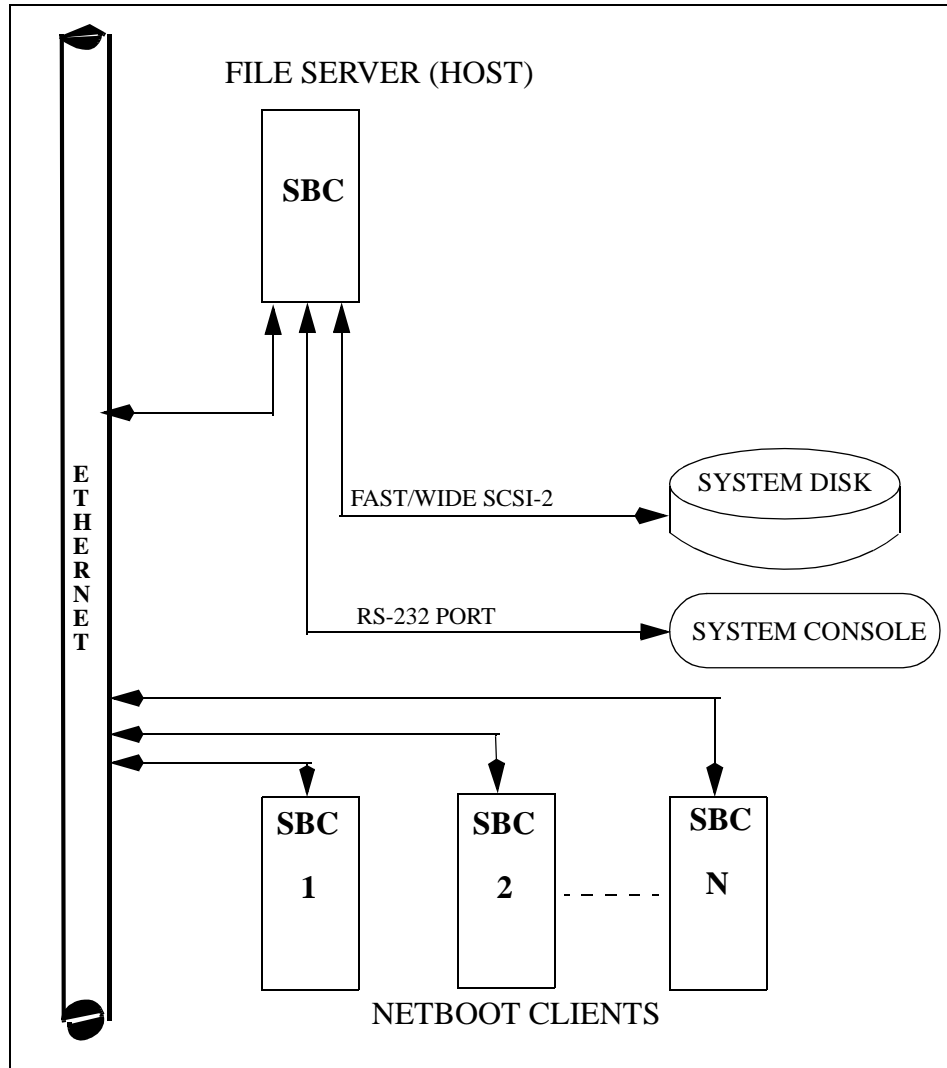 FILE SERVER (HOST)
SBC
ETHERNET
FAST/WIDE SCSI-2
SYSTEM DISK
RS-232 PORT
SYSTEM CONSOLE
SBC
1
SBC
2
SBC
N
NETBOOT CLIENTS